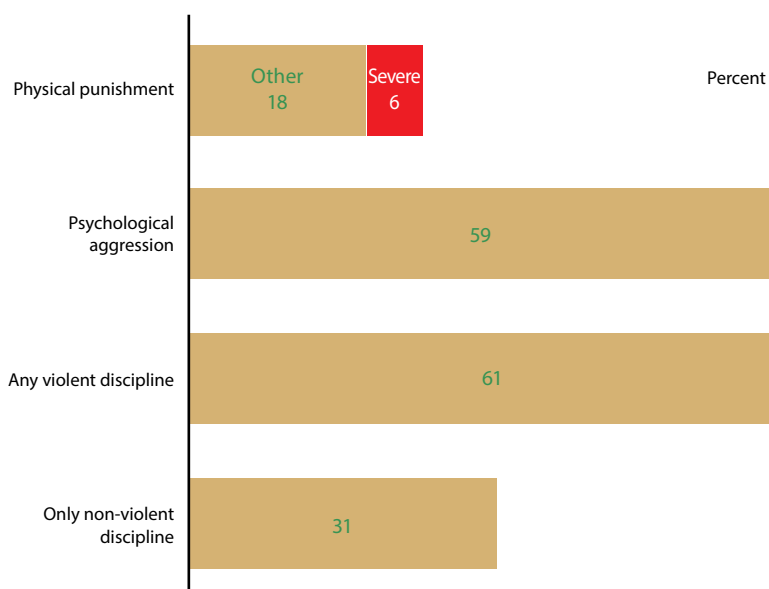 Percent
Physical punishment
Other
18
Severe
6
Psychological
aggression
59
Any violent discipline
61
Only non-violent
discipline
31